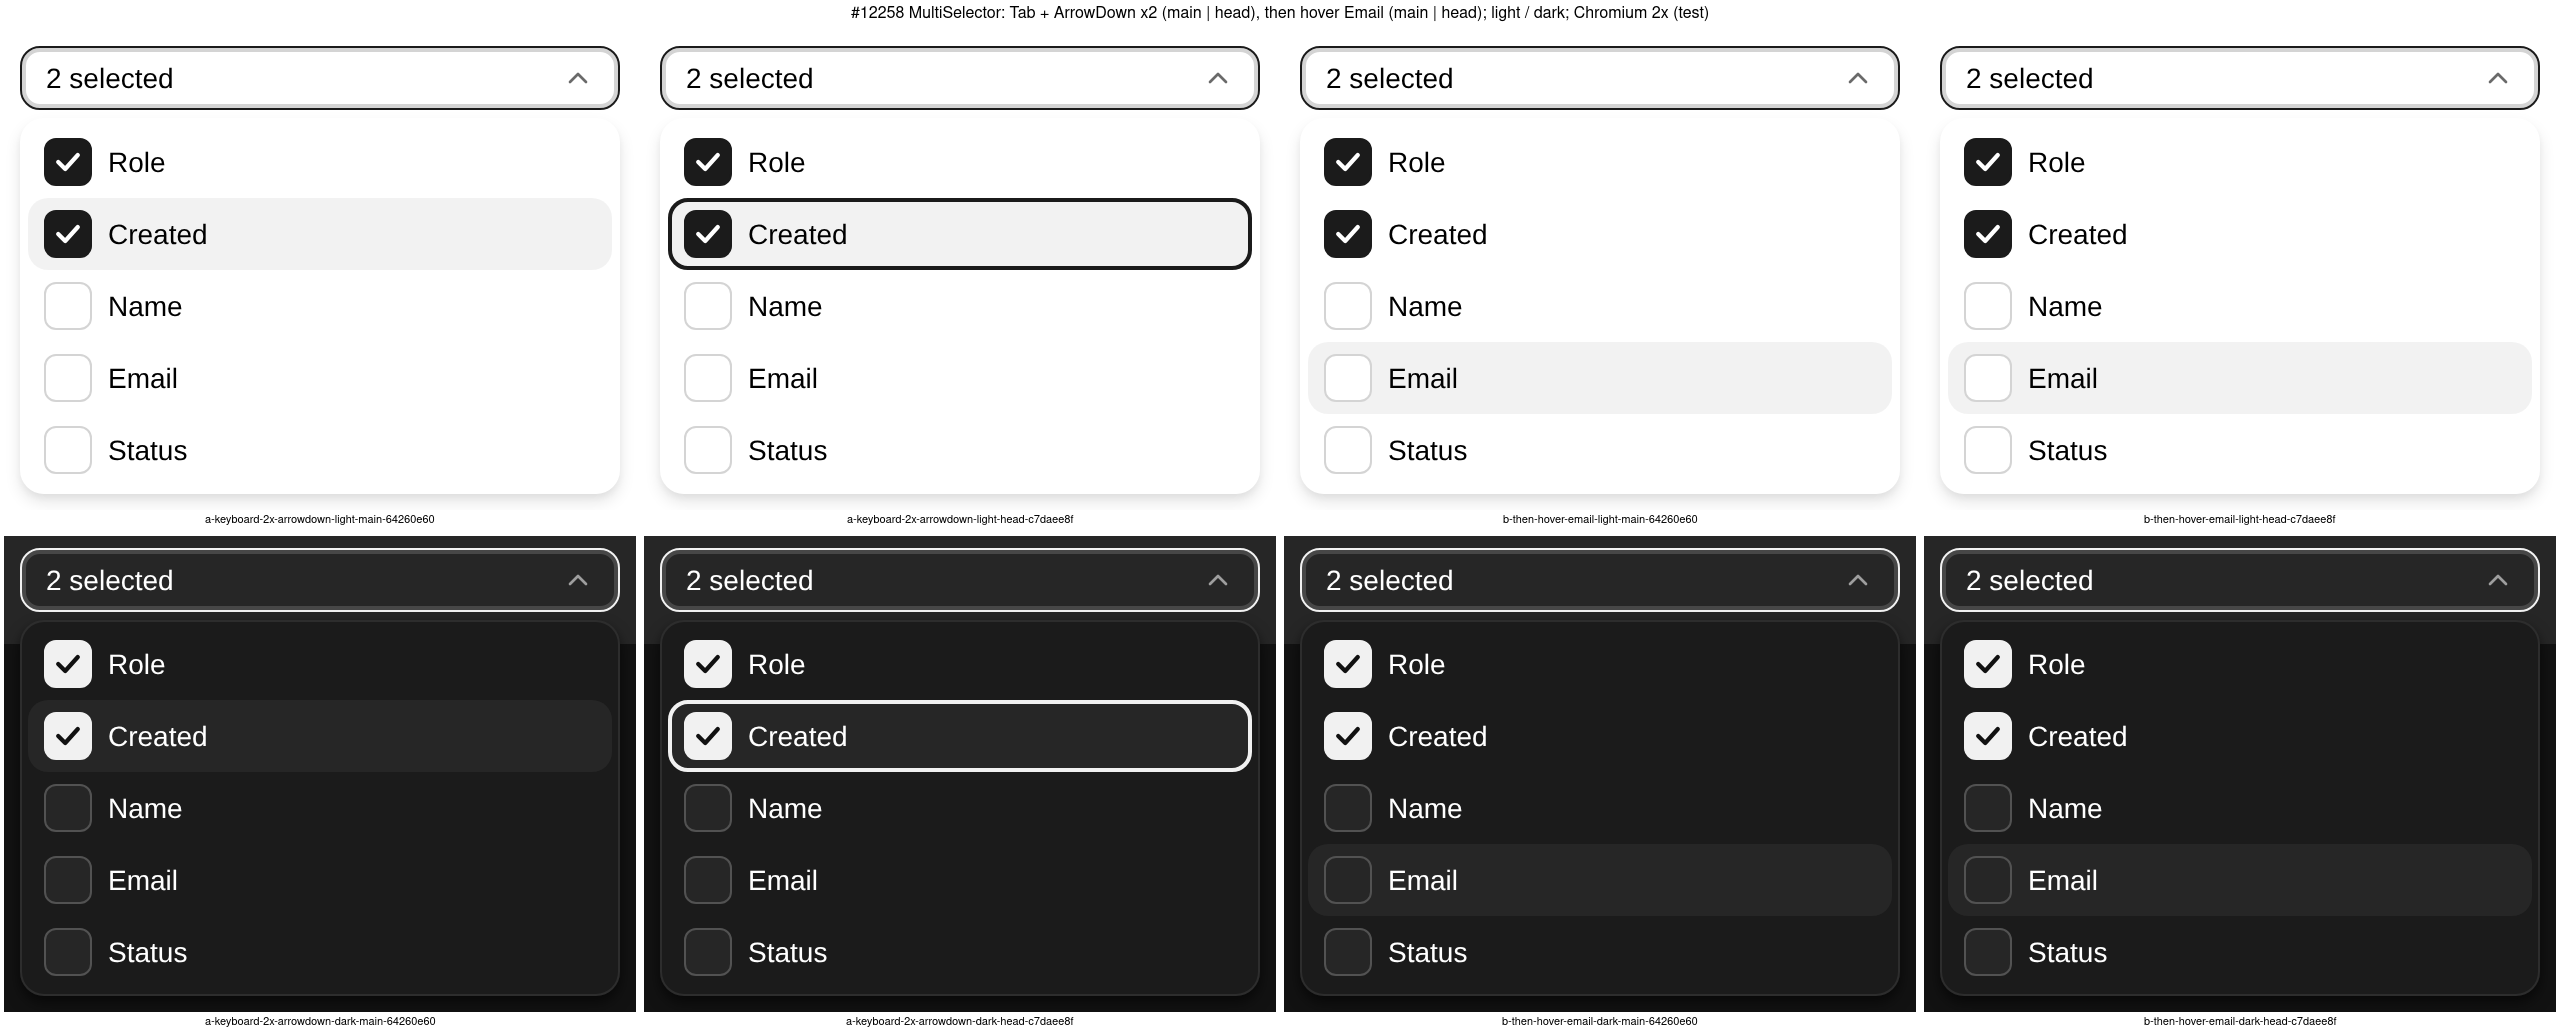 #12258 MultiSelector: Tab + ArrowDown x2 (main | head), then hover Email (main | head); light / dark; Chromium 2x (test)
2 selected
Role
Created
Name
Email
Status
a-keyboard-2x-arrowdown-light-main-64260e60
2 selected
Role
Created
Name
Email
Status
a-keyboard-2x-arrowdown-light-head-c7daee8f
2 selected
Role
Created
Name
Email
Status
b-then-hover-email-light-main-64260e60
2 selected
Role
Created
Name
Email
Status
b-then-hover-email-light-head-c7daee8f
2 selected
Role
Created
Name
Email
Status
a-keyboard-2x-arrowdown-dark-main-64260e60
2 selected
Role
Created
Name
Email
Status
a-keyboard-2x-arrowdown-dark-head-c7daee8f
2 selected
Role
Created
Name
Email
Status
b-then-hover-email-dark-main-64260e60
2 selected
Role
Created
Name
Email
Status
b-then-hover-email-dark-head-c7daee8f